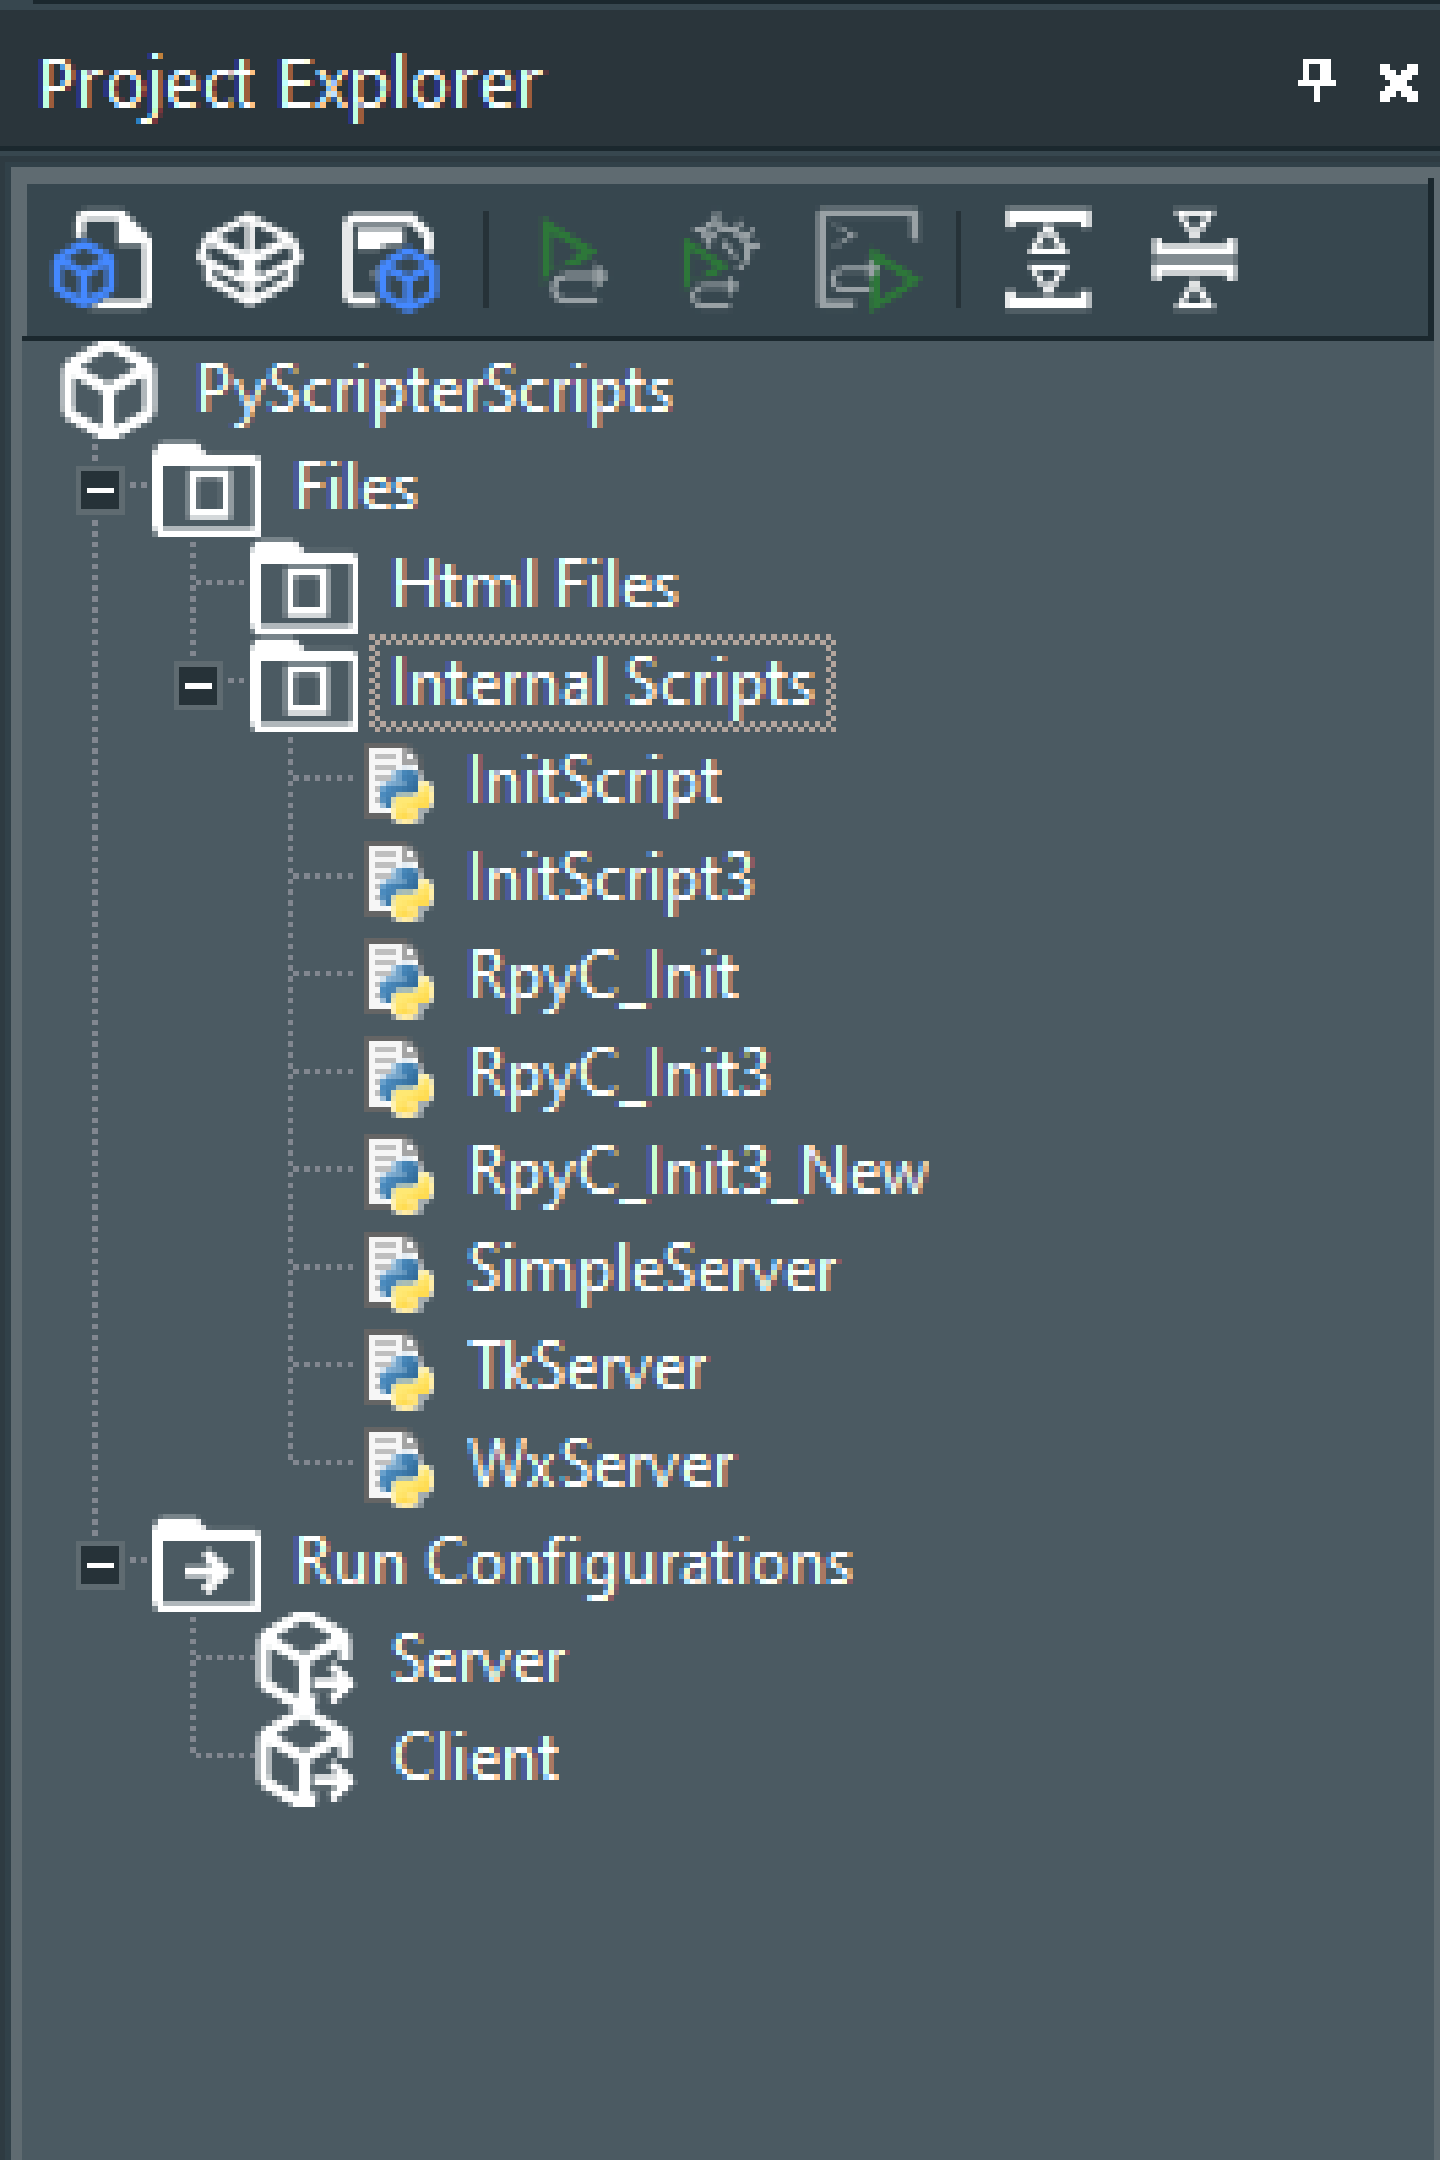 Project Explorer
PyScripterScripts
Files
Html Files
Internal Scripts
InitScript
InitScript3
RpyC_Init
RpyC_Init3
RpyC_Init3_New
SimpleServer
TkServer
WxServer
Run Configurations
Server
Client